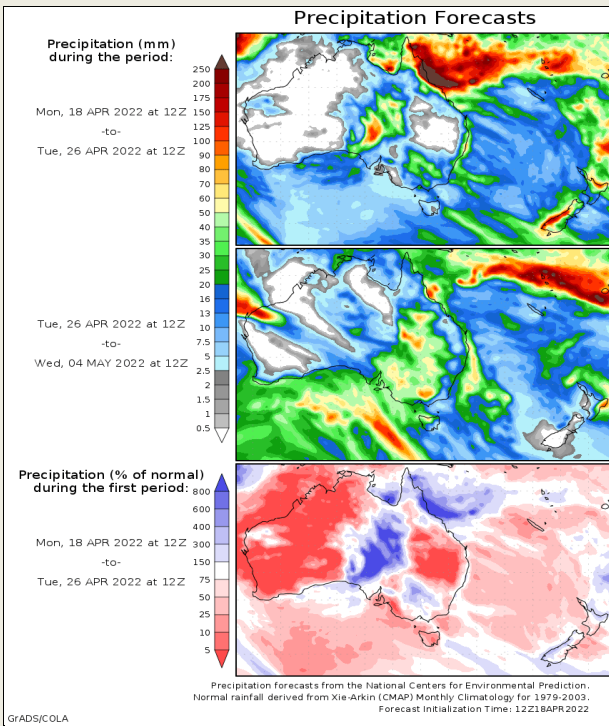 Precipitation Forecasts
Precipitation (mm)
during the period:
250
200
175
Mon, 18 APR 2022 at 12Z
150
-to-
125
Tue, 26 APR 2022 at 12Z
100
90
80
70
60
50
40
35
30
25
20
16
Tue, 26 APR 2022 at 12Z
13
-to-
10
Wed, 04 MAY 2022 at 12Z
7.5
5
2.5
2
1.5
1
0.5
Precipitation (% of normal)
during the first period:
800
600
400
Mon, 18 APR 2022 at 12Z
300
-to-
150
Tue, 26 APR 2022 at 12Z
75
50
25
10
5
Precipitation forecasts from the National Centers for Environmental Prediction.
Normal rainfall derived from Xie-Arkin (CMAP) Monthly Climatology for 1979-2003.
Forecast Initialization Time: 12Z18APR2022
GrADS/COLA